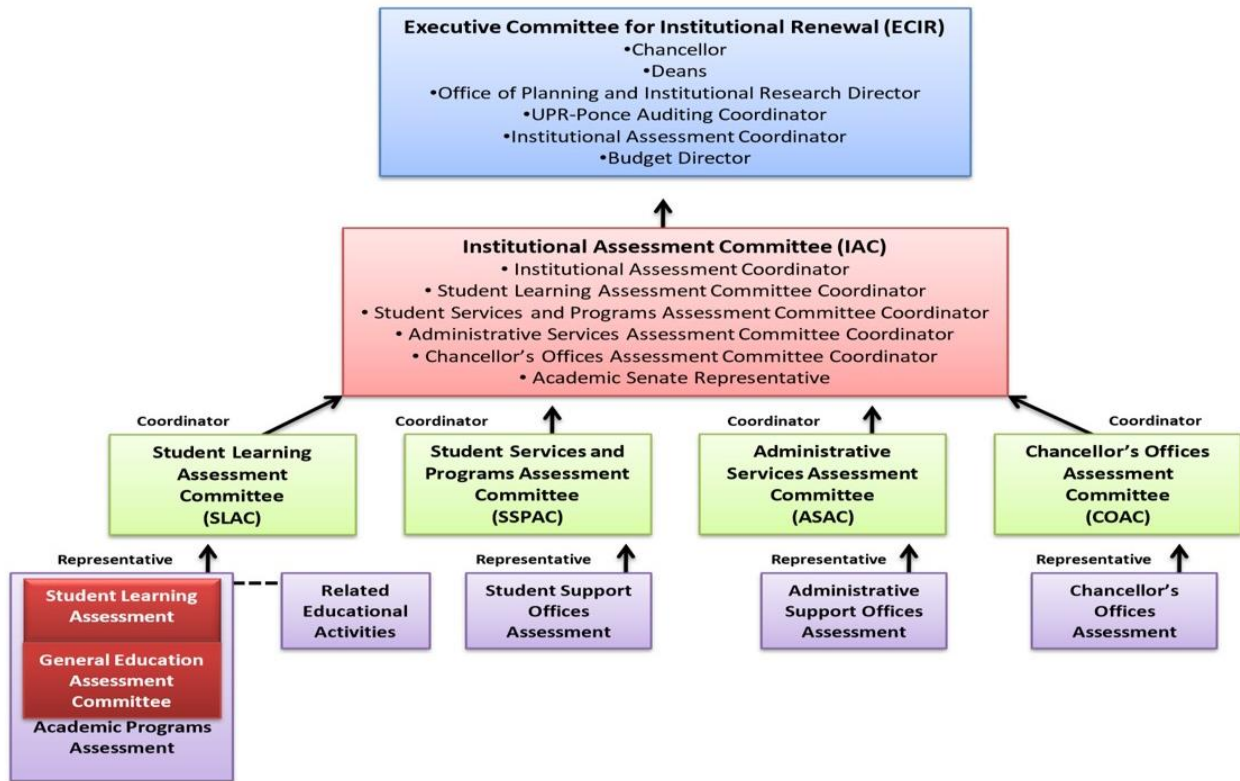 Executive Committee for Institutional Renewal (ECIR)
•Chancellor
•Deans
•Office of Planning and Institutional Research Director
•UPR-Ponce Auditing Coordinator
•Institutional Assessment Coordinator
•Budget Director
Institutional Assessment Committee (IAC)
• Institutional Assessment Coordinator
• Student Learning Assessment Committee Coordinator
• Student Services and Programs Assessment Committee Coordinator
• Administrative Services Assessment Committee Coordinator
• Chancellor’s Offices Assessment Committee Coordinator
• Academic Senate Representative
Coordinator
Student Learning
Assessment
Committee
(SLAC)
Coordinator
Student Services and
Programs Assessment
Committee
(SSPAC)
Coordinator
Administrative
Services Assessment
Committee
(ASAC)
Coordinator
Chancellor’s Offices
Assessment
Committee
(COAC)
Representative
Student Learning
Assessment
General Education
Assessment
Committee
Academic Programs
Assessment
Related
Educational
Activities
Representative
Student Support
Offices
Assessment
Representative
Administrative
Support Offices
Assessment
Representative
Chancellor’s
Offices
Assessment